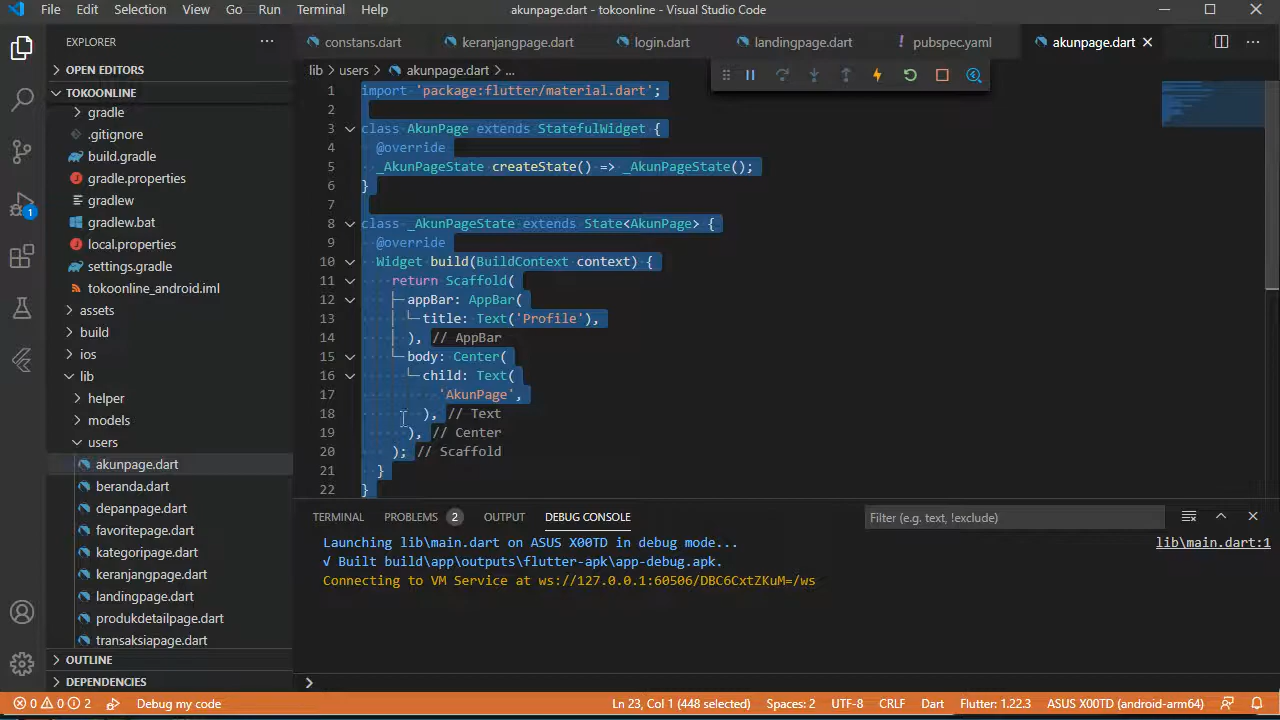 File Edit Selection View Go Run Terminal Help akunpage.dart - tokoonline - Visual Studio Code
EXPLORER
constans.dart keranjangpage.dart login.dart landingpage.dart ! pubspec.yaml akunpage.dart
OPEN EDITORS
TOKOONLINE
gradle
.gitignore
build.gradle
gradle.properties
gradlew
gradlew.bat
local.properties
settings.gradle
tokoonline_android.iml
assets
build
ios
lib
helper
models
users
akunpage.dart
beranda.dart
depanpage.dart
favoritepage.dart
kategoripage.dart
keranjangpage.dart
landingpage.dart
produkdetailpage.dart
transaksiapage.dart
OUTLINE
DEPENDENCIES
1
lib > users > akunpage.dart > ...
1 import 'package:flutter/material.dart';
2
3 class AkunPage extends StatefulWidget {
4 @override
5 _AkunPageState createState() => _AkunPageState();
6 }
7
8 class _AkunPageState extends State<AkunPage> {
9 @override
10 Widget build(BuildContext context) {
11 return Scaffold(
12 appBar: AppBar(
13 title: Text('Profile'),
14 ), // AppBar
15 body: Center(
16 child: Text(
17 'AkunPage',
18 ), // Text
19 ), // Center
20 ); // Scaffold
21 }
22 }
TERMINAL PROBLEMS 2 OUTPUT DEBUG CONSOLE Filter (e.g. text, !exclude)
Launching lib\main.dart on ASUS X00TD in debug mode... lib\main.dart:1
√ Built build\app\outputs\flutter-apk\app-debug.apk.
Connecting to VM Service at ws://127.0.0.1:60506/DBC6CxtZKuM=/ws
0 0 2 Debug my code Ln 23, Col 1 (448 selected) Spaces: 2 UTF-8 CRLF Dart Flutter: 1.22.3 ASUS X00TD (android-arm64)